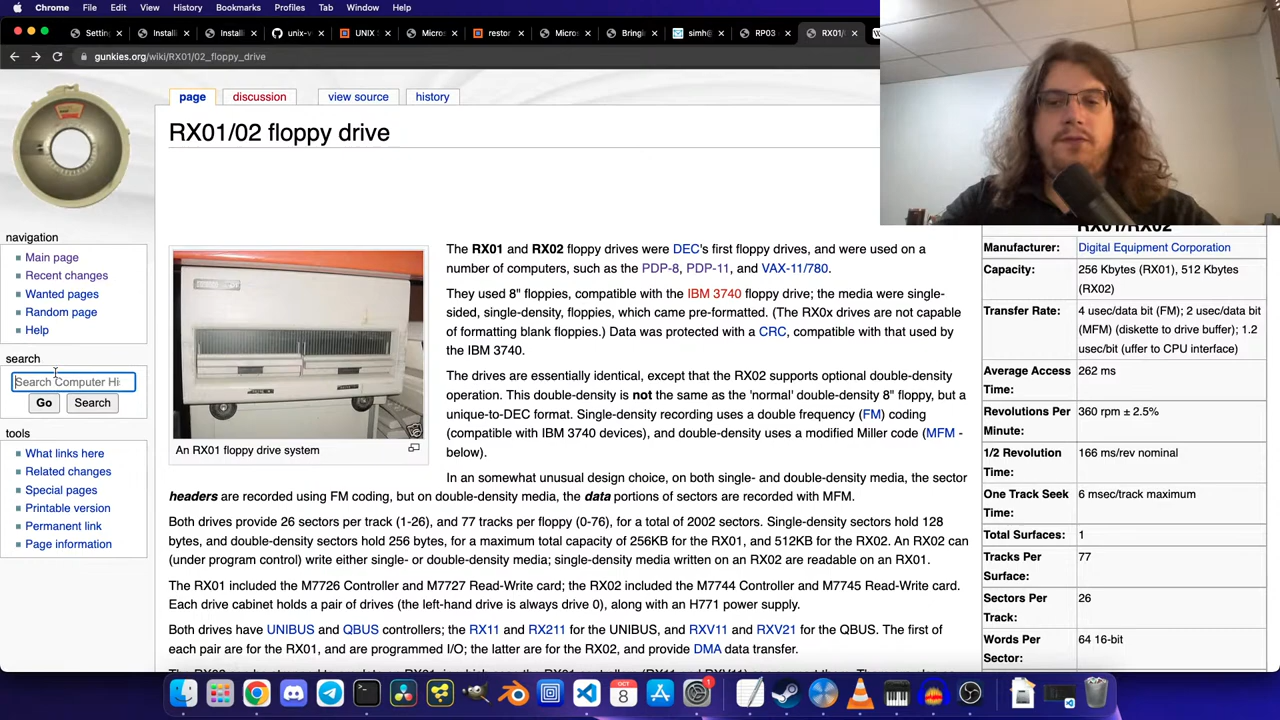 Chrome File Edit View History Bookmarks Profiles Tab Window Help
Settin Installi Installi unix-v UNIX S Micros restor Micros Bringi simh@ RP03 - RX01/
gunkies.org/wiki/RX01/02_floppy_drive
page discussion view source history
RX01/02 floppy drive
navigation
Main page
Recent changes
Wanted pages
Random page
Help
search
Search Computer Hi
Go Search
tools
What links here
Related changes
Special pages
Printable version
Permanent link
Page information
An RX01 floppy drive system
The RX01 and RX02 floppy drives were DEC's first floppy drives, and were used on a
number of computers, such as the PDP-8, PDP-11, and VAX-11/780.
They used 8" floppies, compatible with the IBM 3740 floppy drive; the media were single-
sided, single-density, floppies, which came pre-formatted. (The RX0x drives are not capable
of formatting blank floppies.) Data was protected with a CRC, compatible with that used by
the IBM 3740.
The drives are essentially identical, except that the RX02 supports optional double-density
operation. This double-density is not the same as the 'normal' double-density 8" floppy, but a
unique-to-DEC format. Single-density recording uses a double frequency (FM) coding
(compatible with IBM 3740 devices), and double-density uses a modified Miller code (MFM -
below).
In an somewhat unusual design choice, on both single- and double-density media, the sector
headers are recorded using FM coding, but on double-density media, the data portions of sectors are recorded with MFM.
Both drives provide 26 sectors per track (1-26), and 77 tracks per floppy (0-76), for a total of 2002 sectors. Single-density sectors hold 128
bytes, and double-density sectors hold 256 bytes, for a maximum total capacity of 256KB for the RX01, and 512KB for the RX02. An RX02 can
(under program control) write either single- or double-density media; single-density media written on an RX02 are readable on an RX01.
The RX01 included the M7726 Controller and M7727 Read-Write card; the RX02 included the M7744 Controller and M7745 Read-Write card.
Each drive cabinet holds a pair of drives (the left-hand drive is always drive 0), along with an H771 power supply.
Both drives have UNIBUS and QBUS controllers; the RX11 and RX211 for the UNIBUS, and RXV11 and RXV21 for the QBUS. The first of
each pair are for the RX01, and are programmed I/O; the latter are for the RX02, and provide DMA data transfer.
RX01/RX02
Manufacturer: Digital Equipment Corporation
Capacity: 256 Kbytes (RX01), 512 Kbytes
(RX02)
Transfer Rate: 4 usec/data bit (FM); 2 usec/data bit
(MFM) (diskette to drive buffer); 1.2
usec/bit (uffer to CPU interface)
Average Access
Time: 262 ms
Revolutions Per
Minute: 360 rpm ± 2.5%
1/2 Revolution
Time: 166 ms/rev nominal
One Track Seek
Time: 6 msec/track maximum
Total Surfaces: 1
Tracks Per
Surface: 77
Sectors Per
Track: 26
Words Per
Sector: 64 16-bit
OCT
8
1